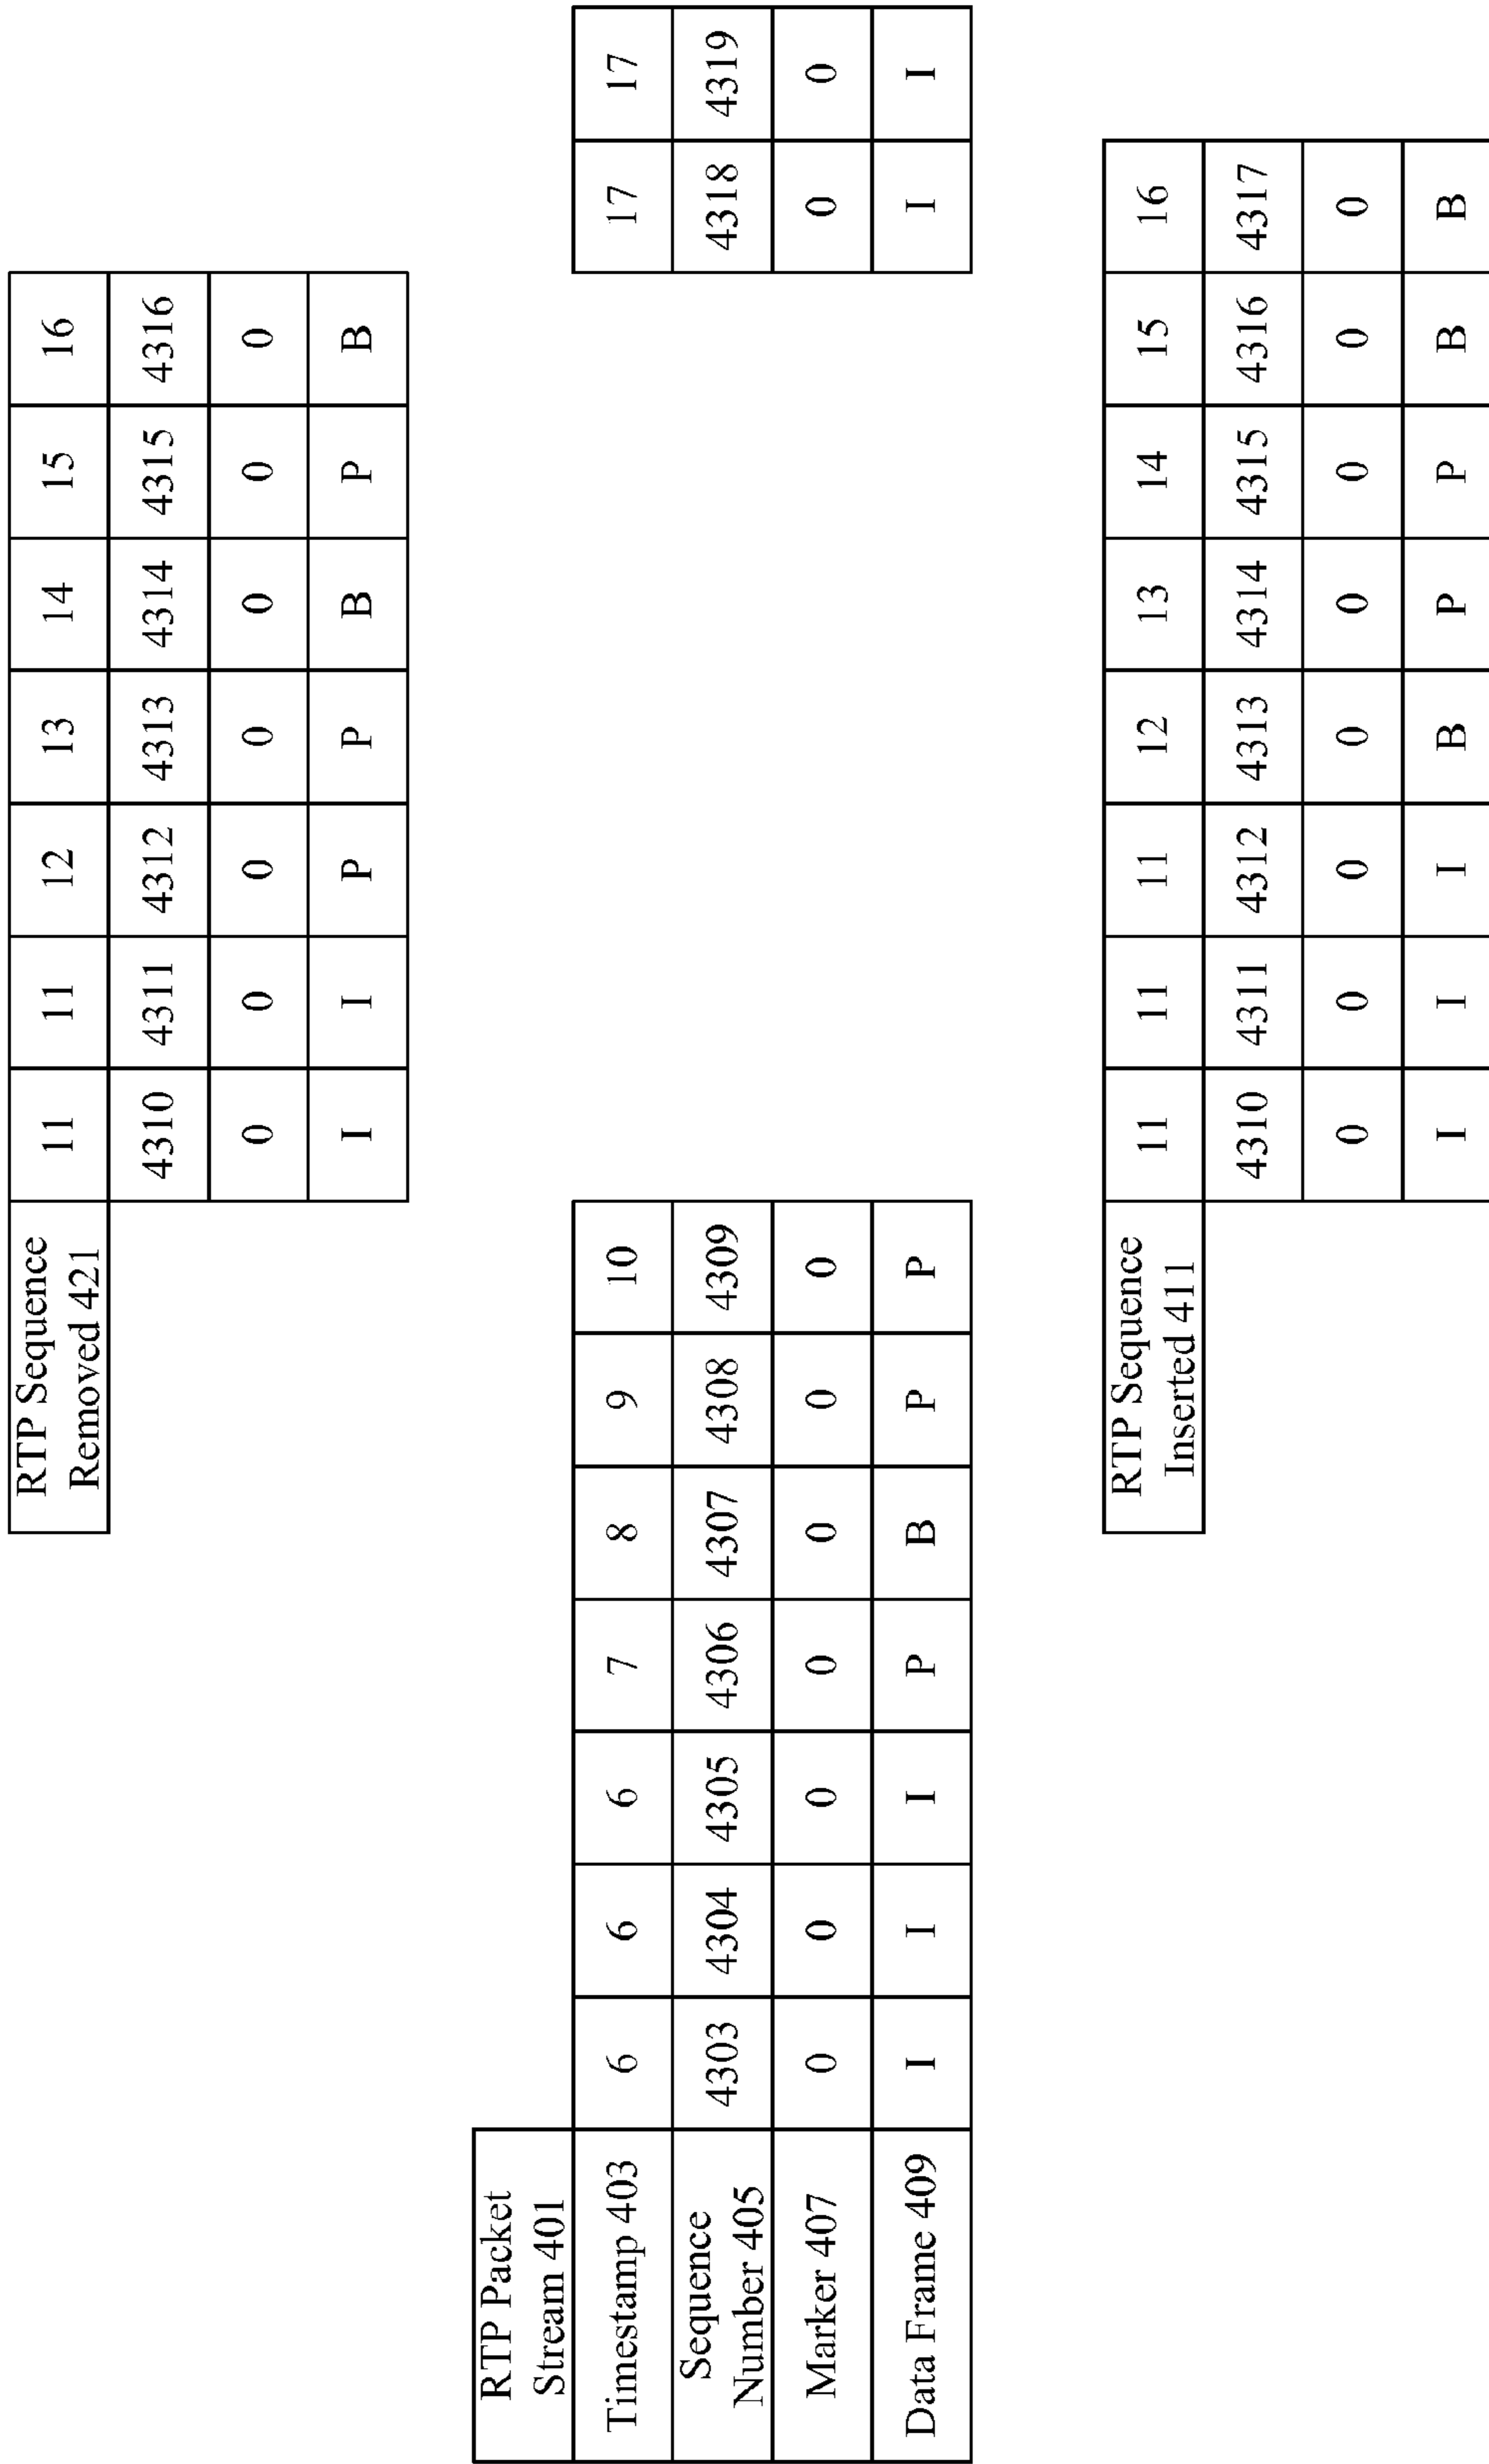 RTP Sequence
Removed 421
11 11 12 13 14 15 16
4310 4311 4312 4313 4314 4315 4316
0 0 0 0 0 0 0
I I P P B P B
RTP Packet
Stream 401
Timestamp 403 6 6 6 7 8 9 10 17 17
Sequence
Number 405
4303 4304 4305 4306 4307 4308 4309 4318 4319
Marker 407 0 0 0 0 0 0 0 0 0
Data Frame 409 I I I P B P P I I
RTP Sequence
Inserted 411
11 11 11 12 13 14 15 16
4310 4311 4312 4313 4314 4315 4316 4317
0 0 0 0 0 0 0 0
I I I B P P B B